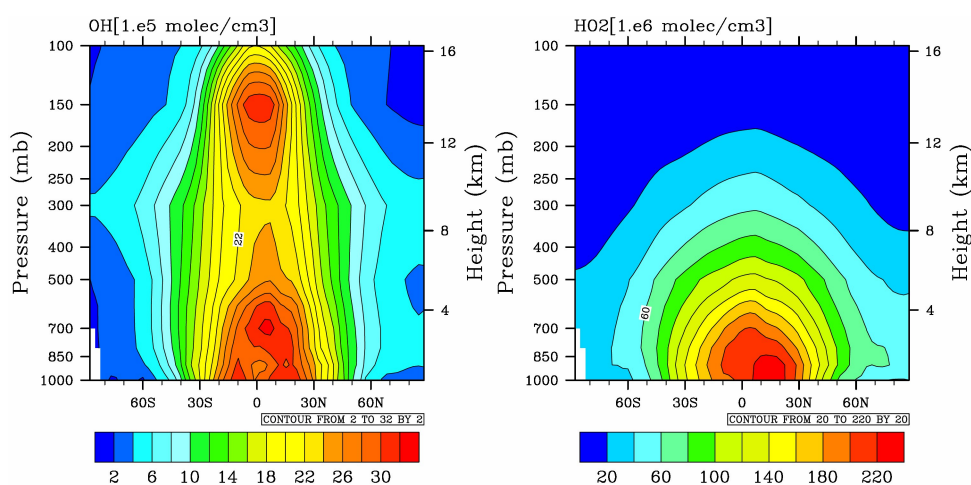 OH[1.e5 molec/cm3]
HO2[1.e6 molec/cm3]
100
150
200
250
300
400
500
700
850
1000
Pressure (mb)
16
12
8
4
Height (km)
22
60S
30S
0
30N
60N
CONTOUR FROM 2 TO 32 BY 2
2
6
10
14
18
22
26
30
100
150
200
250
300
400
500
700
850
1000
Pressure (mb)
16
12
8
4
Height (km)
60
60S
30S
0N
30N
60N
CONTOUR FROM 20 TO 220 BY 20
20
60
100
140
180
220